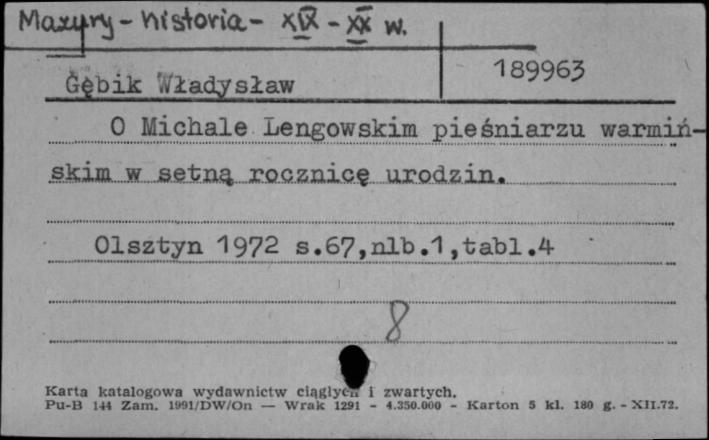 Mazury - historia - XIX - XX w.
Gębik Władysław
189963
O Michale Lengowskim pieśniarzu warmiń-
skim w setną rocznicę urodzin.
Olsztyn 1972 s.67,nlb.1,tabl.4
8
Karta katalogowa wydawnictw ciągłych i zwartych.
Pu-B 144 Zam. 1991/DW/On — Wrak 1291 - 4.350.000 - Karton 5 kl. 180 g. - XII.72.